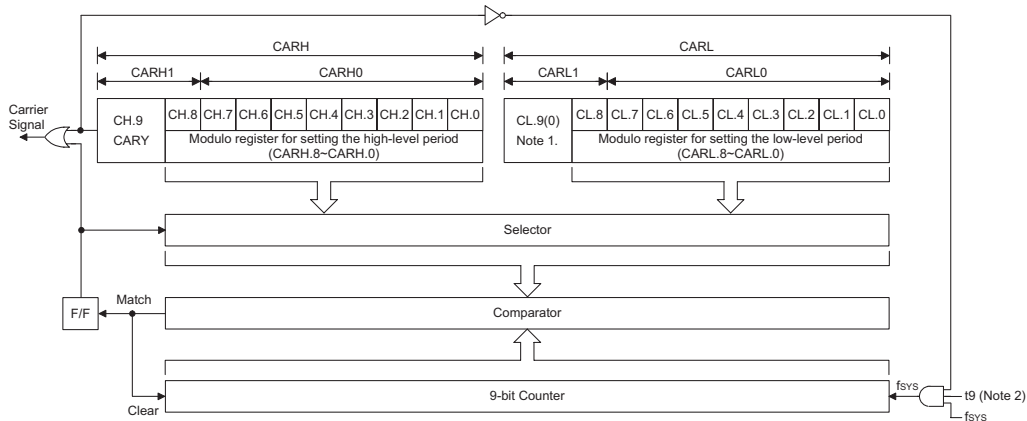 CARH
CARL
CARH1
CARH0
CARL1
CARL0
Carrier
Signal
CH.9
CARY
CH.8
CH.7
CH.6
CH.5
CH.4
CH.3
CH.2
CH.1
CH.0
Modulo register for setting the high-level period
(CARH.8~CARH.0)
CL.9(0)
Note 1.
CL.8
CL.7
CL.6
CL.5
CL.4
CL.3
CL.2
CL.1
CL.0
Modulo register for setting the low-level period
(CARL.8~CARL.0)
Selector
F/F
Match
Comparator
Clear
9-bit Counter
fSYS
t9 (Note 2)
fSYS